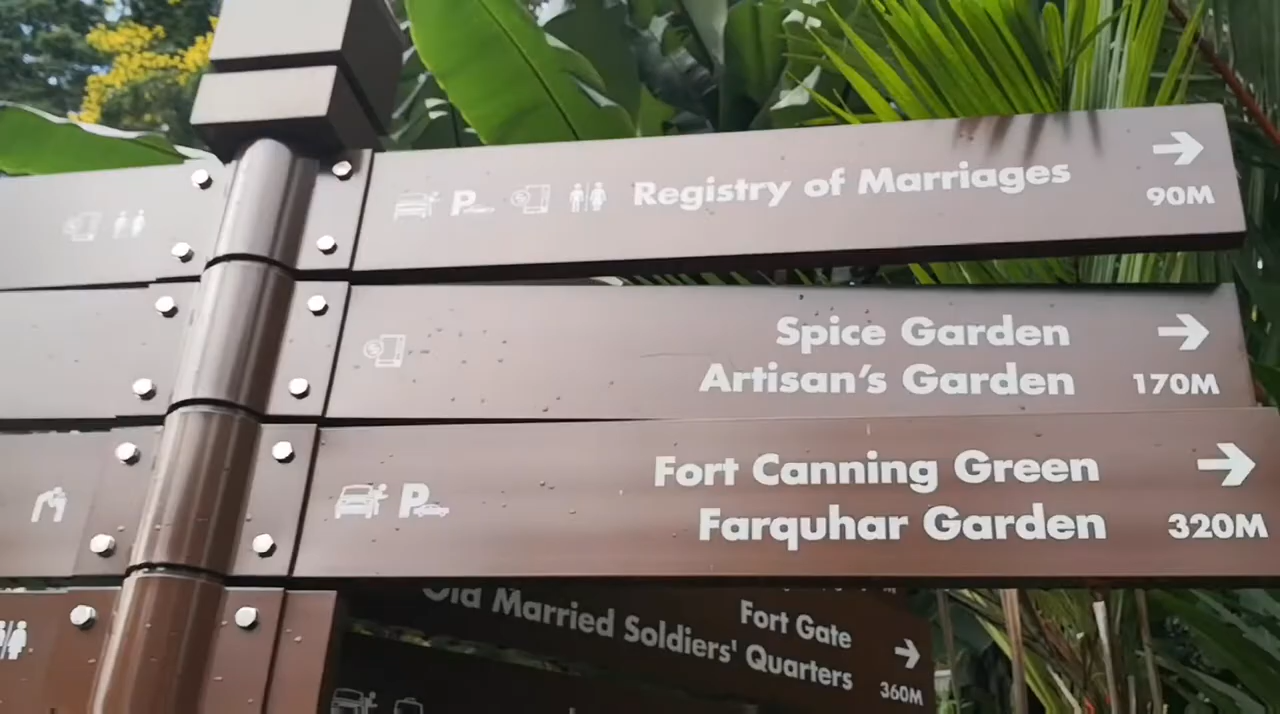 P
Registry of Marriages
90M
Spice Garden
Artisan's Garden
170M
P
Fort Canning Green
Farquhar Garden
320M
Fort Gate
Old Married Soldiers' Quarters
360M